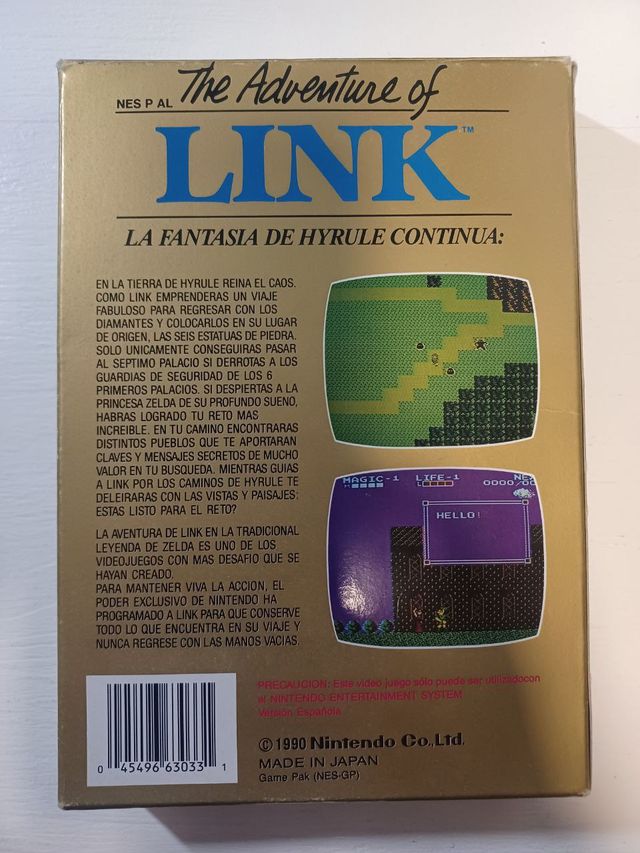 The Adventure of
NES P AL
LINK™
LA FANTASIA DE HYRULE CONTINUA:
EN LA TIERRA DE HYRULE REINA EL CAOS.
COMO LINK EMPRENDERAS UN VIAJE
FABULOSO PARA REGRESAR CON LOS
DIAMANTES Y COLOCARLOS EN SU LUGAR
DE ORIGEN, LAS SEIS ESTATUAS DE PIEDRA.
SOLO UNICAMENTE CONSEGUIRAS PASAR
AL SEPTIMO PALACIO SI DERROTAS A LOS
GUARDIAS DE SEGURIDAD DE LOS 6
PRIMEROS PALACIOS. SI DESPIERTAS A LA
PRINCESA ZELDA DE SU PROFUNDO SUENO,
HABRAS LOGRADO TU RETO MAS
INCREIBLE. EN TU CAMINO ENCONTRARAS
DISTINTOS PUEBLOS QUE TE APORTARAN
CLAVES Y MENSAJES SECRETOS DE MUCHO
VALOR EN TU BUSQUEDA. MIENTRAS GUIAS
A LINK POR LOS CAMINOS DE HYRULE TE
DELEIRARAS CON LAS VISTAS Y PAISAJES:
ESTAS LISTO PARA EL RETO?
LA AVENTURA DE LINK EN LA TRADICIONAL
LEYENDA DE ZELDA ES UNO DE LOS
VIDEOJUEGOS CON MAS DESAFIO QUE SE
HAYAN CREADO.
PARA MANTENER VIVA LA ACCION, EL
PODER EXCLUSIVO DE NINTENDO HA
PROGRAMADO A LINK PARA QUE CONSERVE
TODO LO QUE ENCUENTRA EN SU VIAJE Y
NUNCA REGRESE CON LAS MANOS VACIAS.
MAGIC-1 LIFE-1 NE
0000/00
HELLO!
PRECAUCION: Este video juego sólo puede ser utilizadocon
el NINTENDO ENTERTAINMENT SYSTEM
Versión Española
© 1990 Nintendo Co.,Ltd.
MADE IN JAPAN
Game Pak (NES-GP)
0 45496 63033 1